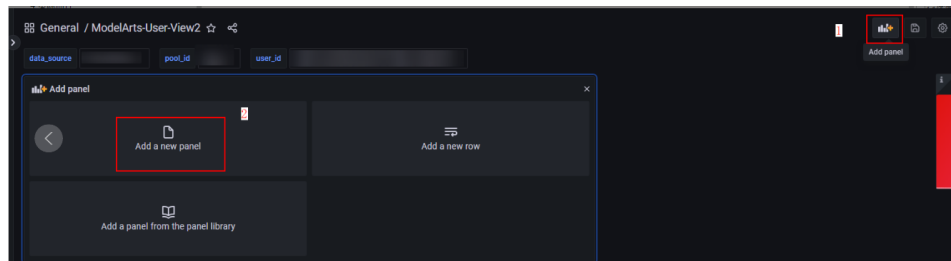 General / ModelArts-User-View2
1
Add panel
data_source
pool_id
user_id
Add panel
2
Add a new panel
Add a new row
Add a panel from the panel library